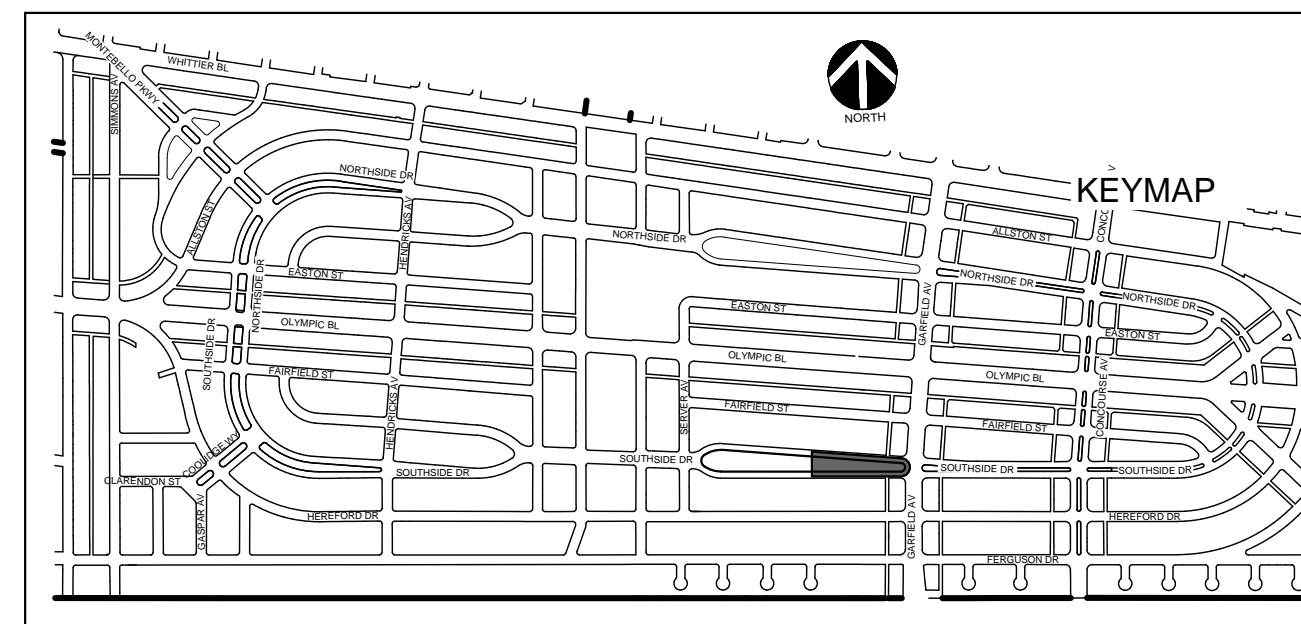 MONTEBELLO PKWY
WHITTIER BL
SIMMONS AV
NORTH
KEYMAP
NORTHSIDE DR
HENDRICKS AV
ALLSTON ST
NORTHSIDE DR
ALLSTON ST
CONCO
V
EASTON ST
NORTHSIDE DR
NORTHSIDE DR
NORTHSIDE DR
EASTON ST
GARFIELD AV
EASTON ST
OLYMPIC BL
SOUTHSIDE DR
OLYMPIC BL
OLYMPIC BL
CONCOURSE AV
FAIRFIELD ST
HENDRICKS AV
SERVER AV
FAIRFIELD ST
FAIRFIELD ST
COOLIDGE WY
SOUTHSIDE DR
SOUTHSIDE DR
SOUTHSIDE DR
SOUTHSIDE DR
CLARENDON ST
GASPAR AV
HEREFORD DR
GARFIELD AV
HEREFORD DR
FERGUSON DR